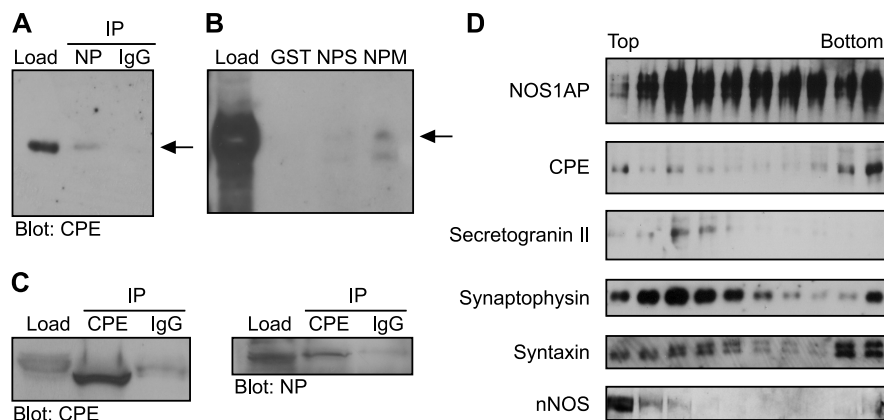 A
IP
Load NP IgG
Blot: CPE
B
Load GST NPS NPM
C
IP
Load CPE IgG
Blot: CPE
IP
Load CPE IgG
Blot: NP
D
Top Bottom
NOS1AP
CPE
Secretogranin II
Synaptophysin
Syntaxin
nNOS